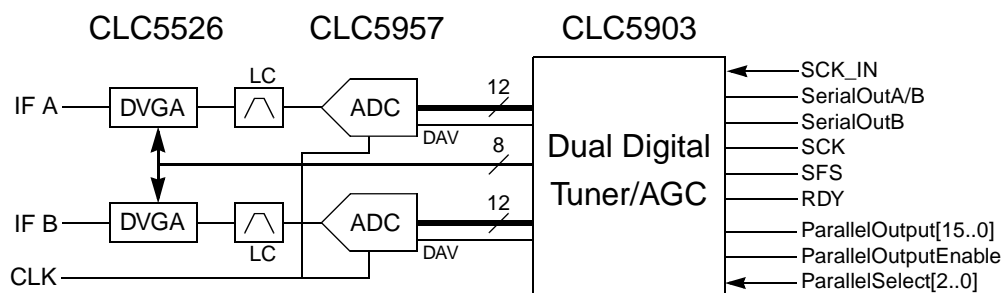 CLC5526 CLC5957 CLC5903
LC
IF A DVGA ADC 12
DAV
8
Dual Digital
Tuner/AGC
IF B DVGA ADC 12
LC DAV
CLK
SCK_IN
SerialOutA/B
SerialOutB
SCK
SFS
RDY
ParallelOutput[15..0]
ParallelOutputEnable
ParallelSelect[2..0]